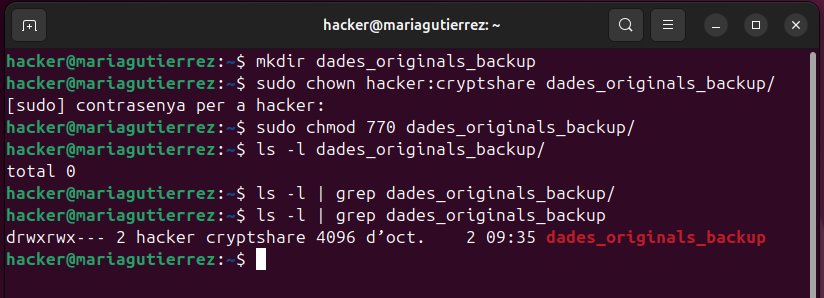 hacker@mariagutierrez: ~
hacker@mariagutierrez:~$ mkdir dades_originals_backup
hacker@mariagutierrez:~$ sudo chown hacker:cryptshare dades_originals_backup/
[sudo] contrasenya per a hacker:
hacker@mariagutierrez:~$ sudo chmod 770 dades_originals_backup/
hacker@mariagutierrez:~$ ls -l dades_originals_backup/
total 0
hacker@mariagutierrez:~$ ls -l | grep dades_originals_backup/
hacker@mariagutierrez:~$ ls -l | grep dades_originals_backup
drwxrwx--- 2 hacker cryptshare 4096 d’oct.    2 09:35 dades_originals_backup
hacker@mariagutierrez:~$